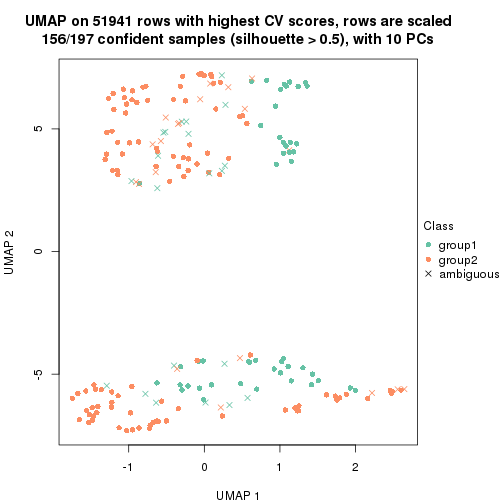 UMAP on 51941 rows with highest CV scores, rows are scaled
156/197 confident samples (silhouette > 0.5), with 10 PCs
5
0
-5
UMAP 2
-1
0
1
2
UMAP 1
Class
group1
group2
ambiguous